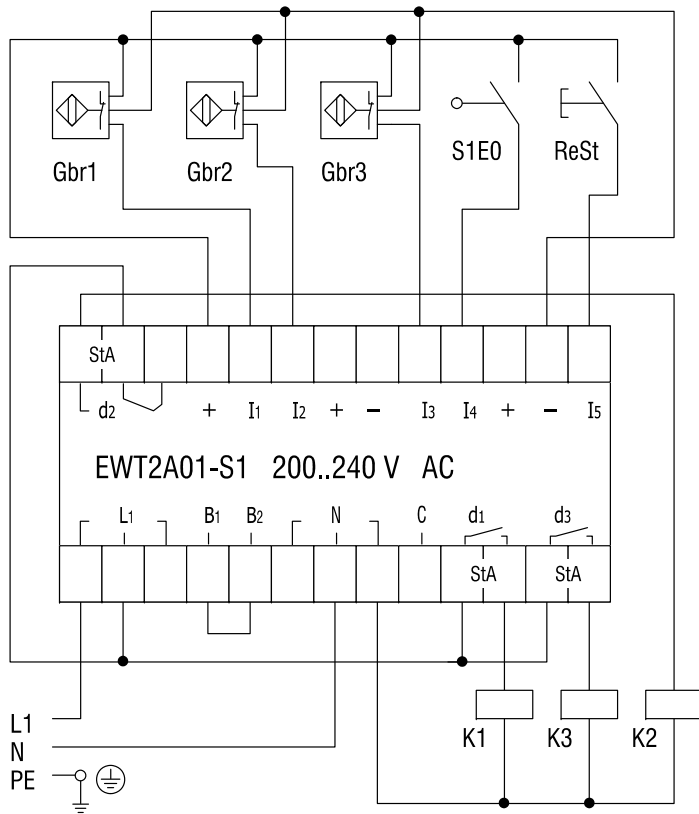 Gbr1 Gbr2 Gbr3 S1E0 ReSt
StA
d2 + I1 I2 + – I3 I4 + – I5
EWT2A01-S1 200..240 V AC
L1 B1 B2 N C d1 d3
StA StA
L1
N
PE
K1 K3 K2